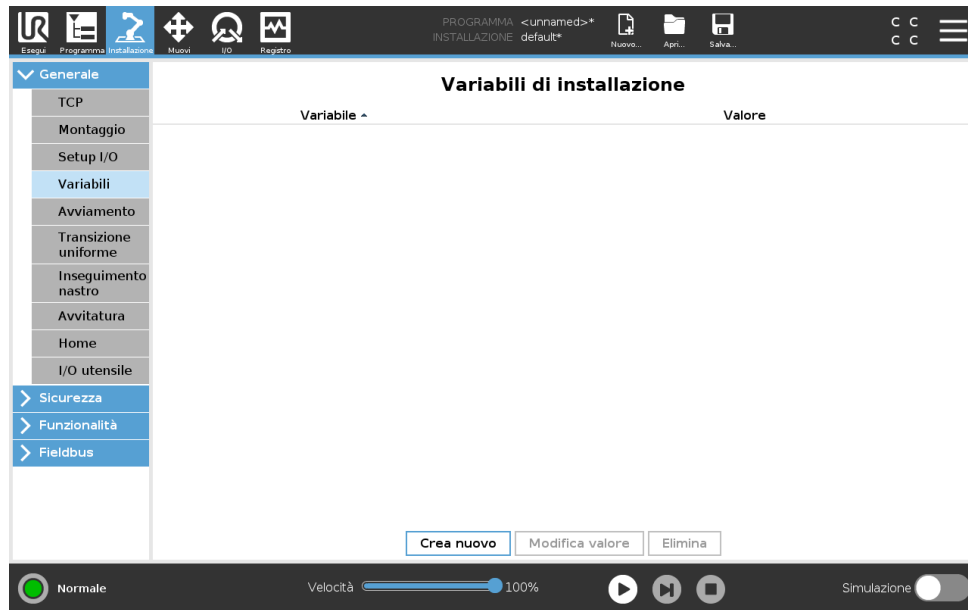 PROGRAMMA <unnamed>*
INSTALLAZIONE default*
Esegui Programma Installazione Muovi I/O Registro Nuovo... Apri... Salva...
C C
C C
Generale
TCP
Montaggio
Setup I/O
Variabili
Avviamento
Transizione
uniforme
Inseguimento
nastro
Avvitatura
Home
I/O utensile
Sicurezza
Funzionalità
Fieldbus
Variabili di installazione
Variabile Valore
Crea nuovo Modifica valore Elimina
Normale Velocità 100% Simulazione